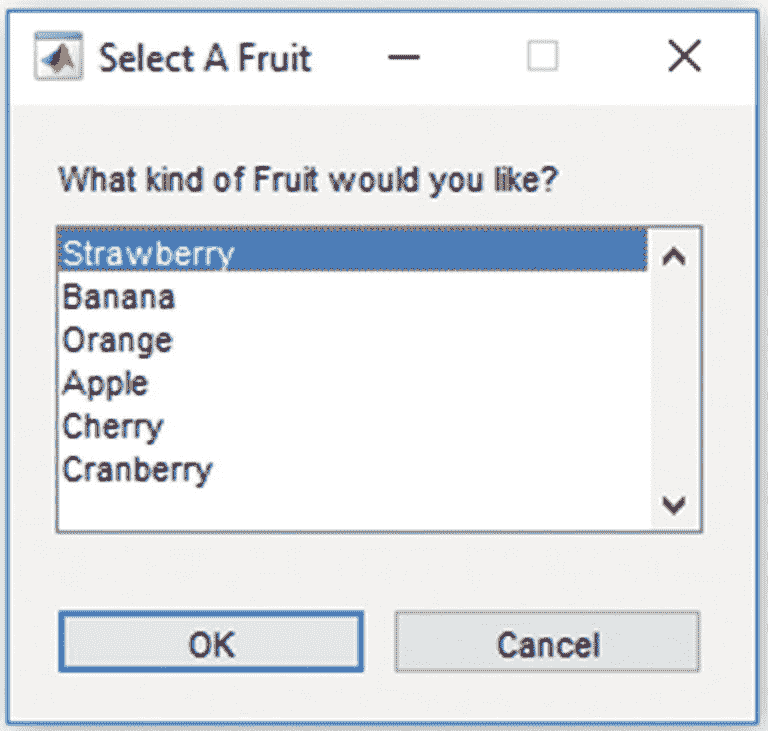 Select A Fruit
What kind of Fruit would you like?
Strawberry
Banana
Orange
Apple
Cherry
Cranberry
OK
Cancel